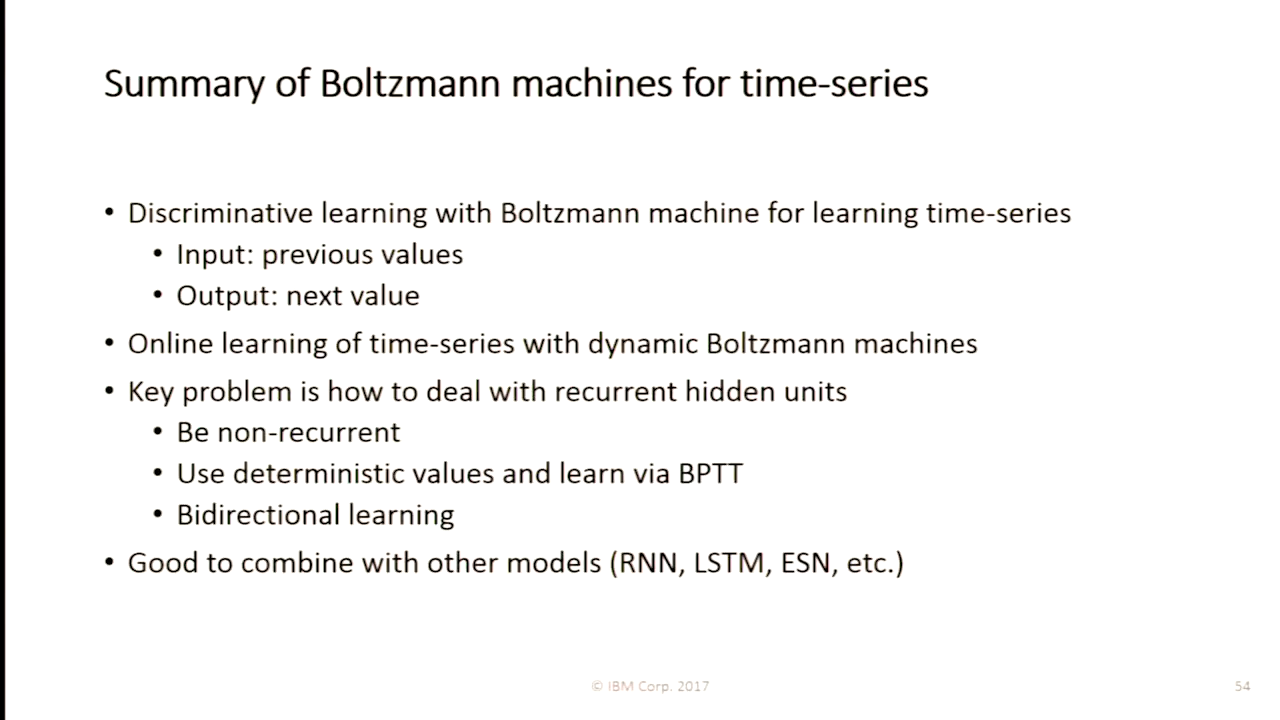 Summary of Boltzmann machines for time-series
• Discriminative learning with Boltzmann machine for learning time-series
• Input: previous values
• Output: next value
• Online learning of time-series with dynamic Boltzmann machines
• Key problem is how to deal with recurrent hidden units
• Be non-recurrent
• Use deterministic values and learn via BPTT
• Bidirectional learning
• Good to combine with other models (RNN, LSTM, ESN, etc.)
© IBM Corp. 2017
54